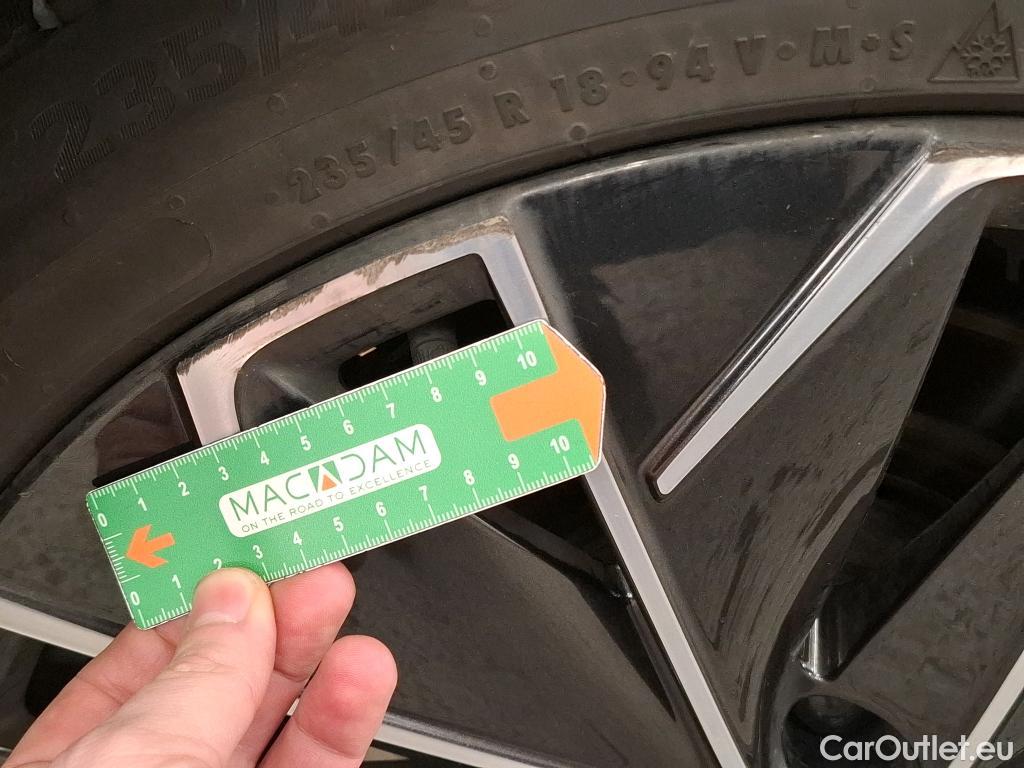 235/4
235/45 R 18 · 94 V · M · S
0 1 2 3 4 5 6 7 8 9 10
MACADAM
ON THE ROAD TO EXCELLENCE
0 1 2 3 4 5 6 7 8 9 10
CarOutlet.eu